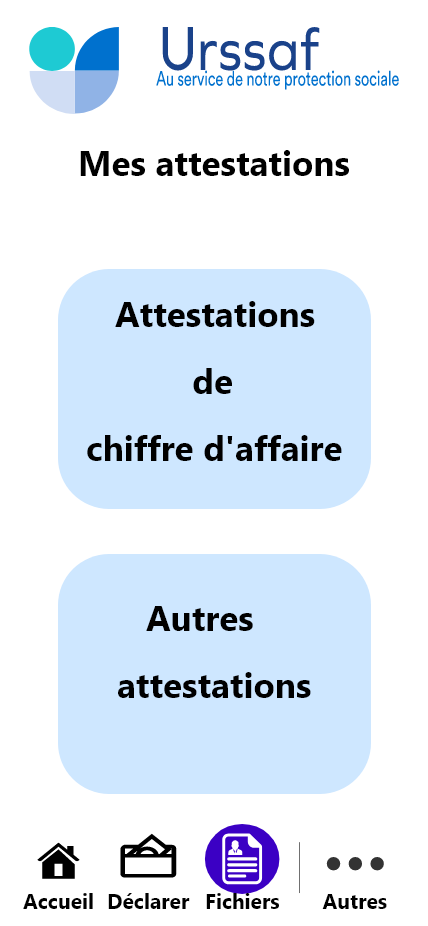 Urssaf
Au service de notre protection sociale
Mes attestations
Attestations
de
chiffre d'affaire
Autres
attestations
Accueil Déclarer Fichiers Autres